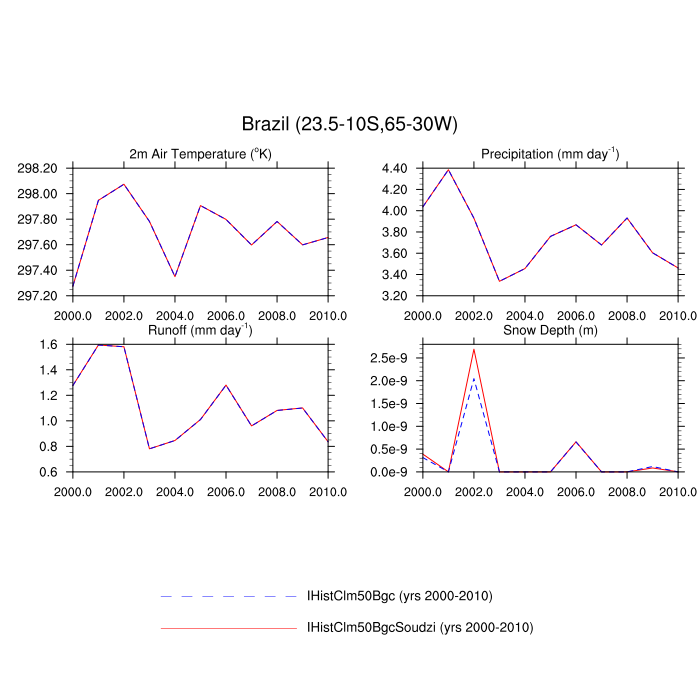 Brazil (23.5-10S,65-30W)
2m Air Temperature (°K)
298.20
298.00
297.80
297.60
297.40
297.20
2000.0 2002.0 2004.0 2006.0 2008.0 2010.0
Precipitation (mm day⁻¹)
4.40
4.20
4.00
3.80
3.60
3.40
3.20
2000.0 2002.0 2004.0 2006.0 2008.0 2010.0
Runoff (mm day⁻¹)
1.6
1.4
1.2
1.0
0.8
0.6
2000.0 2002.0 2004.0 2006.0 2008.0 2010.0
Snow Depth (m)
2.5e-9
2.0e-9
1.5e-9
1.0e-9
0.5e-9
0.0e-9
2000.0 2002.0 2004.0 2006.0 2008.0 2010.0
IHistClm50Bgc (yrs 2000-2010)
IHistClm50BgcSoudzi (yrs 2000-2010)